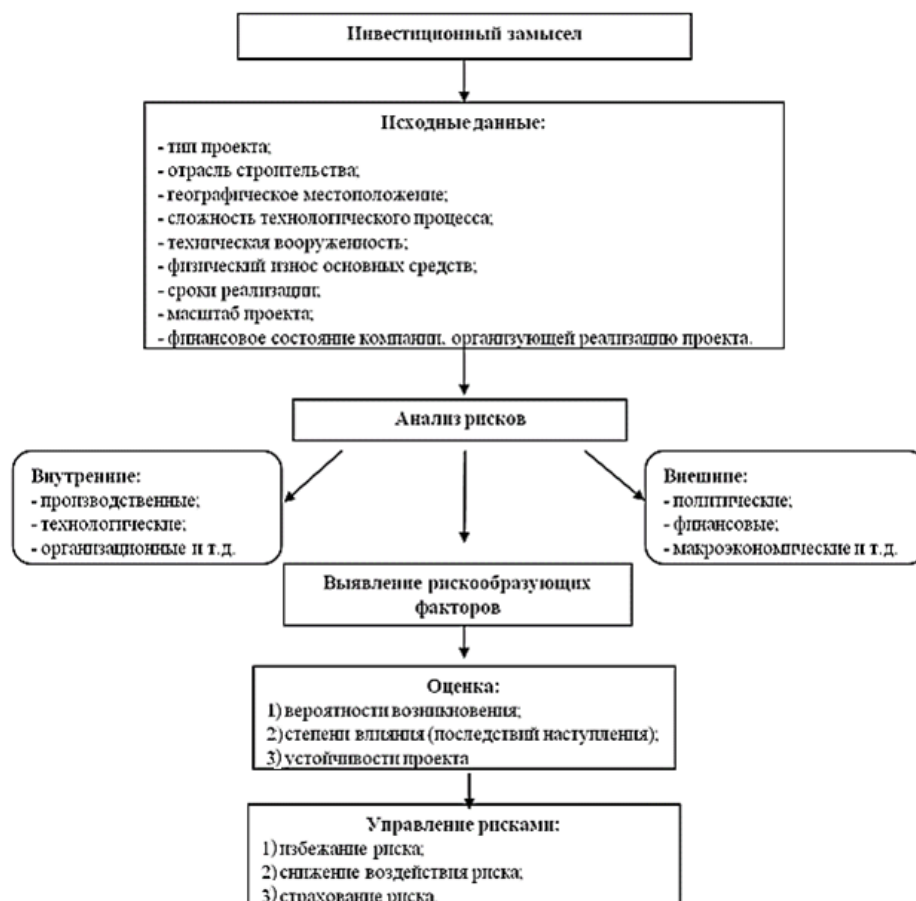 Инвестиционный замысел
Исходные данные:
- тип проекта;
- отрасль строительства;
- географическое местоположение;
- сложность технологического процесса;
- техническая вооруженность;
- физический износ основных средств;
- сроки реализации;
- масштаб проекта;
- финансовое состояние компании, организующей реализацию проекта.
Анализ рисков
Внутренние:
- производственные;
- технологические;
- организационные и т.д.
Внешние:
- политические;
- финансовые;
- макроэкономические и т.д.
Выявление рискообразующих
факторов
Оценка:
1) вероятности возникновения;
2) степени влияния (последствий наступления);
3) устойчивости проекта
Управление рисками:
1) избежание риска;
2) снижение воздействия риска;
3) страхование риска.